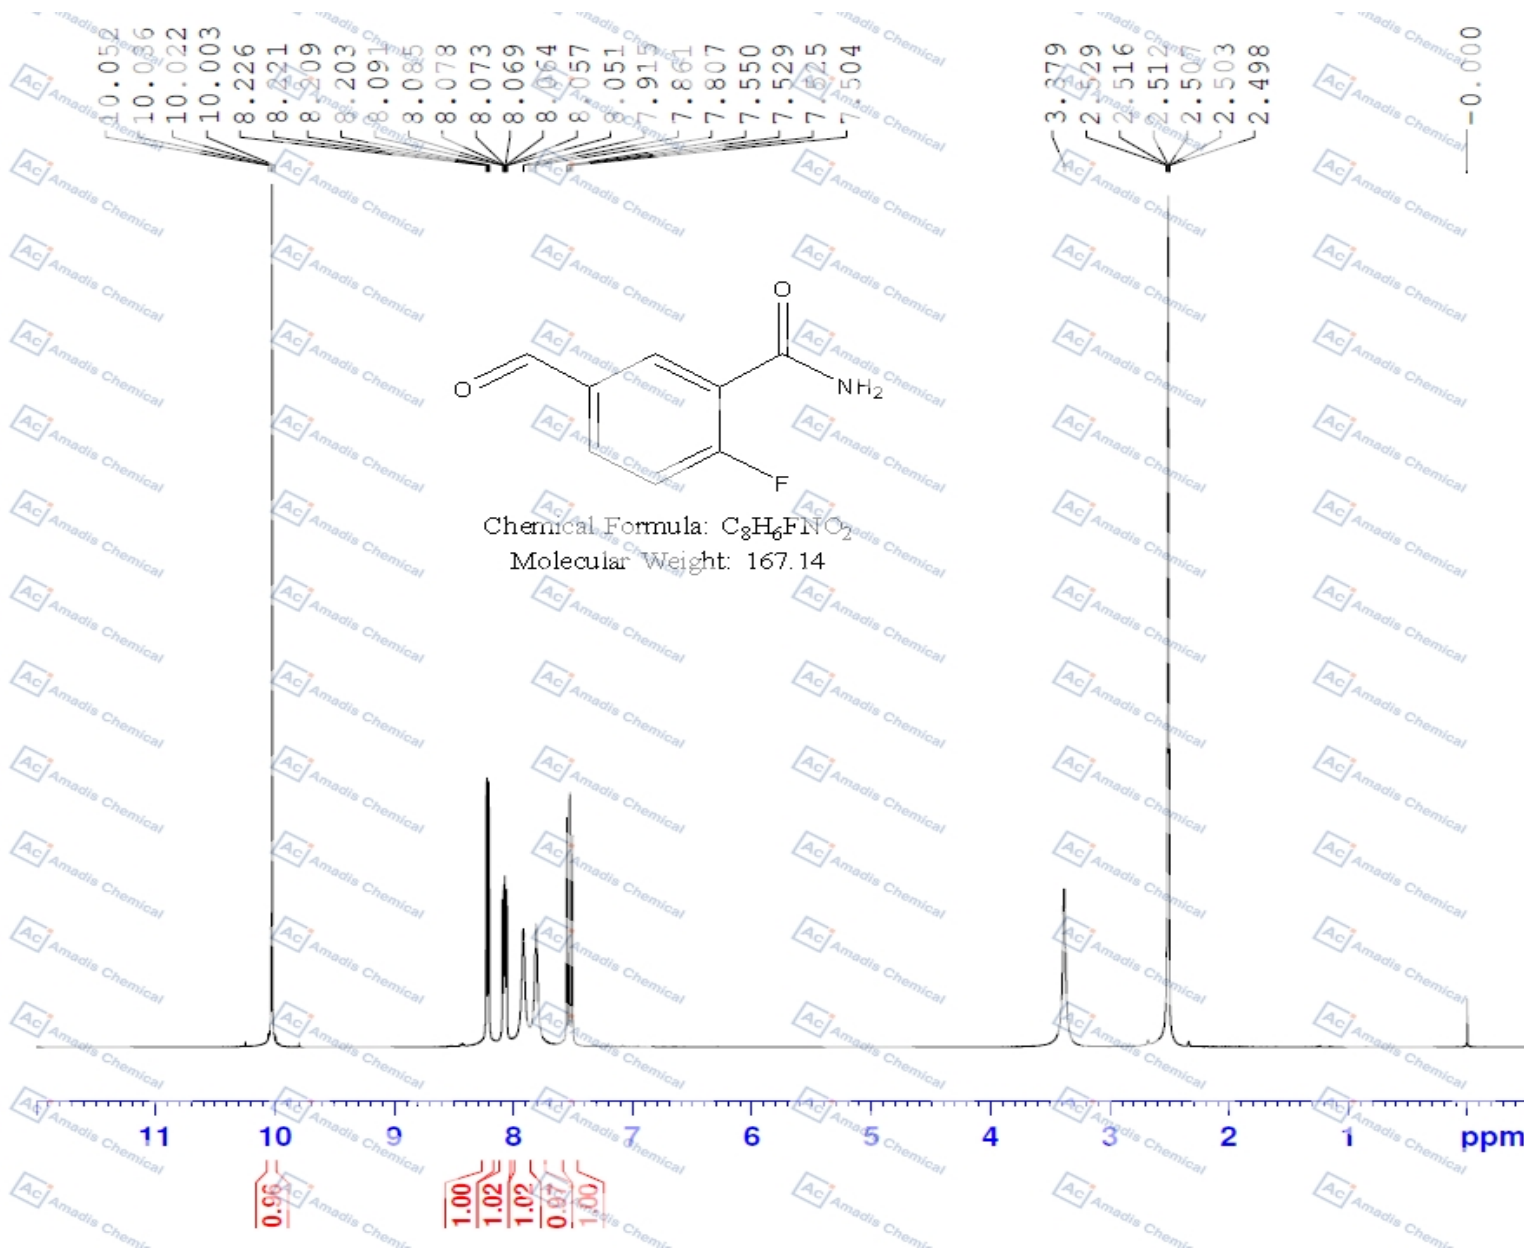 10.052 10.036 10.022 10.003 8.226 8.221 8.209 8.203 8.091 8.085 8.078 8.073 8.069 8.064 8.057 8.051 7.915 7.861 7.807 7.550 7.529 7.525 7.504 3.379 2.529 2.516 2.512 2.507 2.503 2.498 -0.000
O
O
NH2
F
Chemical Formula: C8H6FNO2
Molecular Weight: 167.14
11 10 9 8 7 6 5 4 3 2 1 ppm
0.96 1.00 1.02 1.02 1.00
Ac Amadis Chemical